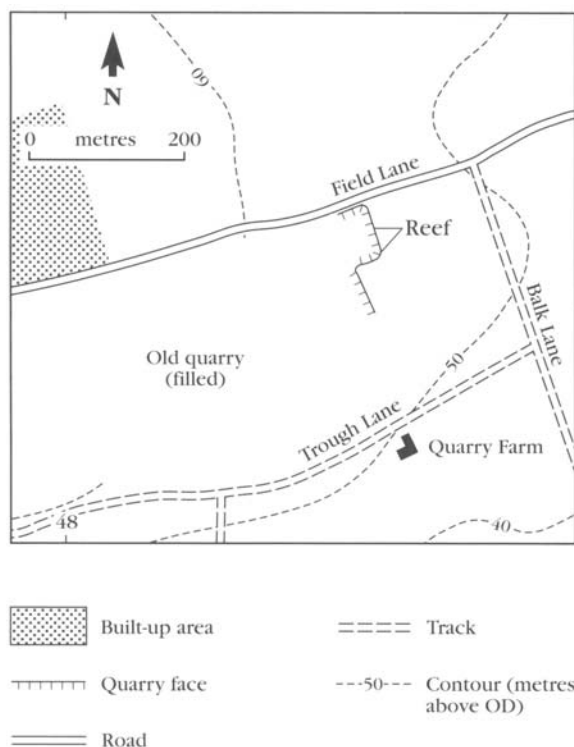 N
0 metres 200
60
Field Lane
Reef
Balk Lane
Old quarry
(filled)
50
Trough Lane
Quarry Farm
48
40
Built-up area
Track
Quarry face
50
Contour (metres
above OD)
Road